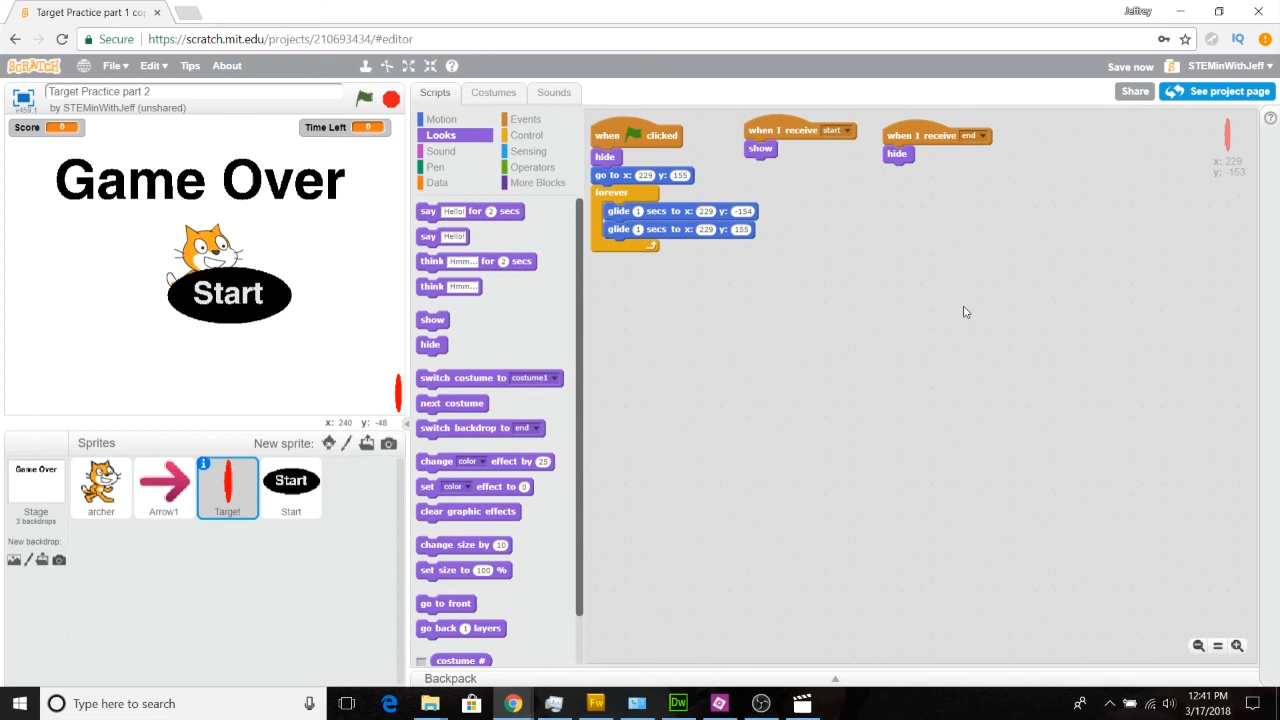 Target Practice part 1 cop
Jeffrey
Secure
https://scratch.mit.edu/projects/210693434/#editor
IQ
SCRATCH
File
Edit
Tips
About
Save now
STEMinWithJeff
Target Practice part 2
by STEMinWithJeff (unshared)
v459.1
Scripts
Costumes
Sounds
Share
See project page
Score 0
Time Left 0
Game Over
Start
x: 240 y: -48
Motion
Looks
Sound
Pen
Data
Events
Control
Sensing
Operators
More Blocks
say Hello! for 2 secs
say Hello!
think Hmm... for 2 secs
think Hmm...
show
hide
switch costume to costume1
next costume
switch backdrop to end
change color effect by 25
set color effect to 0
clear graphic effects
change size by 10
set size to 100 %
go to front
go back 1 layers
costume #
when clicked
hide
go to x: 229 y: 155
forever
glide 1 secs to x: 229 y: -154
glide 1 secs to x: 229 y: 155
when I receive start
show
when I receive end
hide
x: 229
y: -153
Sprites
New sprite:
Game Over
Stage
3 backdrops
New backdrop:
archer
Arrow1
Target
Start
Start
Backpack
Type here to search
Fw
Dw
12:41 PM
3/17/2018